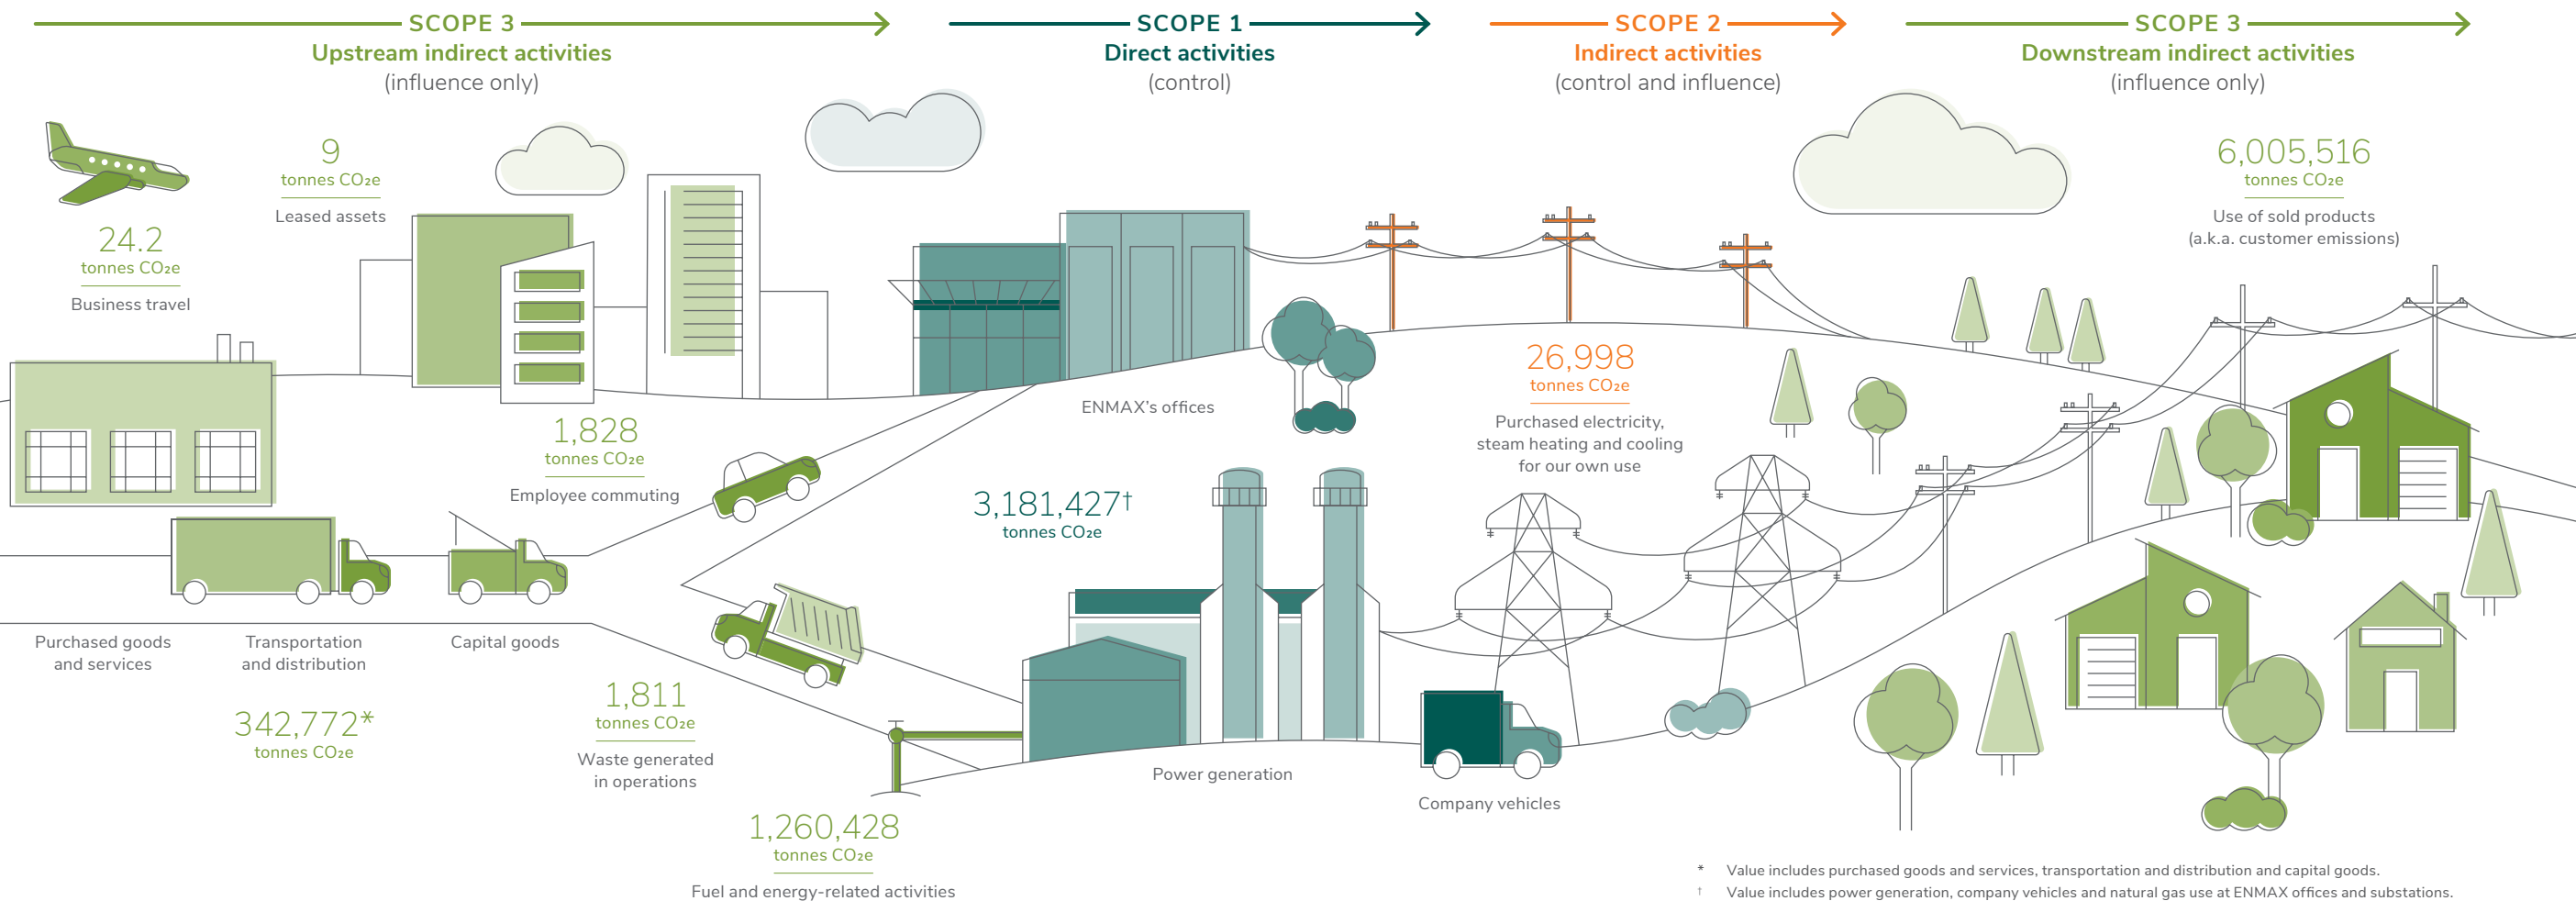 SCOPE 3
Upstream indirect activities
(influence only)
SCOPE 1
Direct activities
(control)
SCOPE 2
Indirect activities
(control and influence)
SCOPE 3
Downstream indirect activities
(influence only)
9
tonnes CO₂e
Leased assets
24.2
tonnes CO₂e
Business travel
6,005,516
tonnes CO₂e
Use of sold products
(a.k.a. customer emissions)
1,828
tonnes CO₂e
Employee commuting
ENMAX's offices
26,998
tonnes CO₂e
Purchased electricity,
steam heating and cooling
for our own use
3,181,427†
tonnes CO₂e
Purchased goods
and services
Transportation
and distribution
Capital goods
342,772*
tonnes CO₂e
1,811
tonnes CO₂e
Waste generated
in operations
Power generation
Company vehicles
1,260,428
tonnes CO₂e
Fuel and energy-related activities
* Value includes purchased goods and services, transportation and distribution and capital goods.
† Value includes power generation, company vehicles and natural gas use at ENMAX offices and substations.